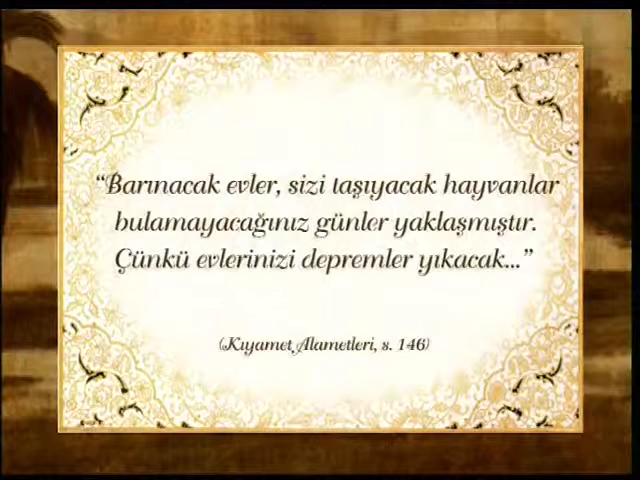 “Barınacak evler, sizi taşıyacak hayvanlar
bulamayacağınız günler yaklaşmıştır.
Çünkü evlerinizi depremler yıkacak...”
(Kıyamet Alametleri, s. 146)